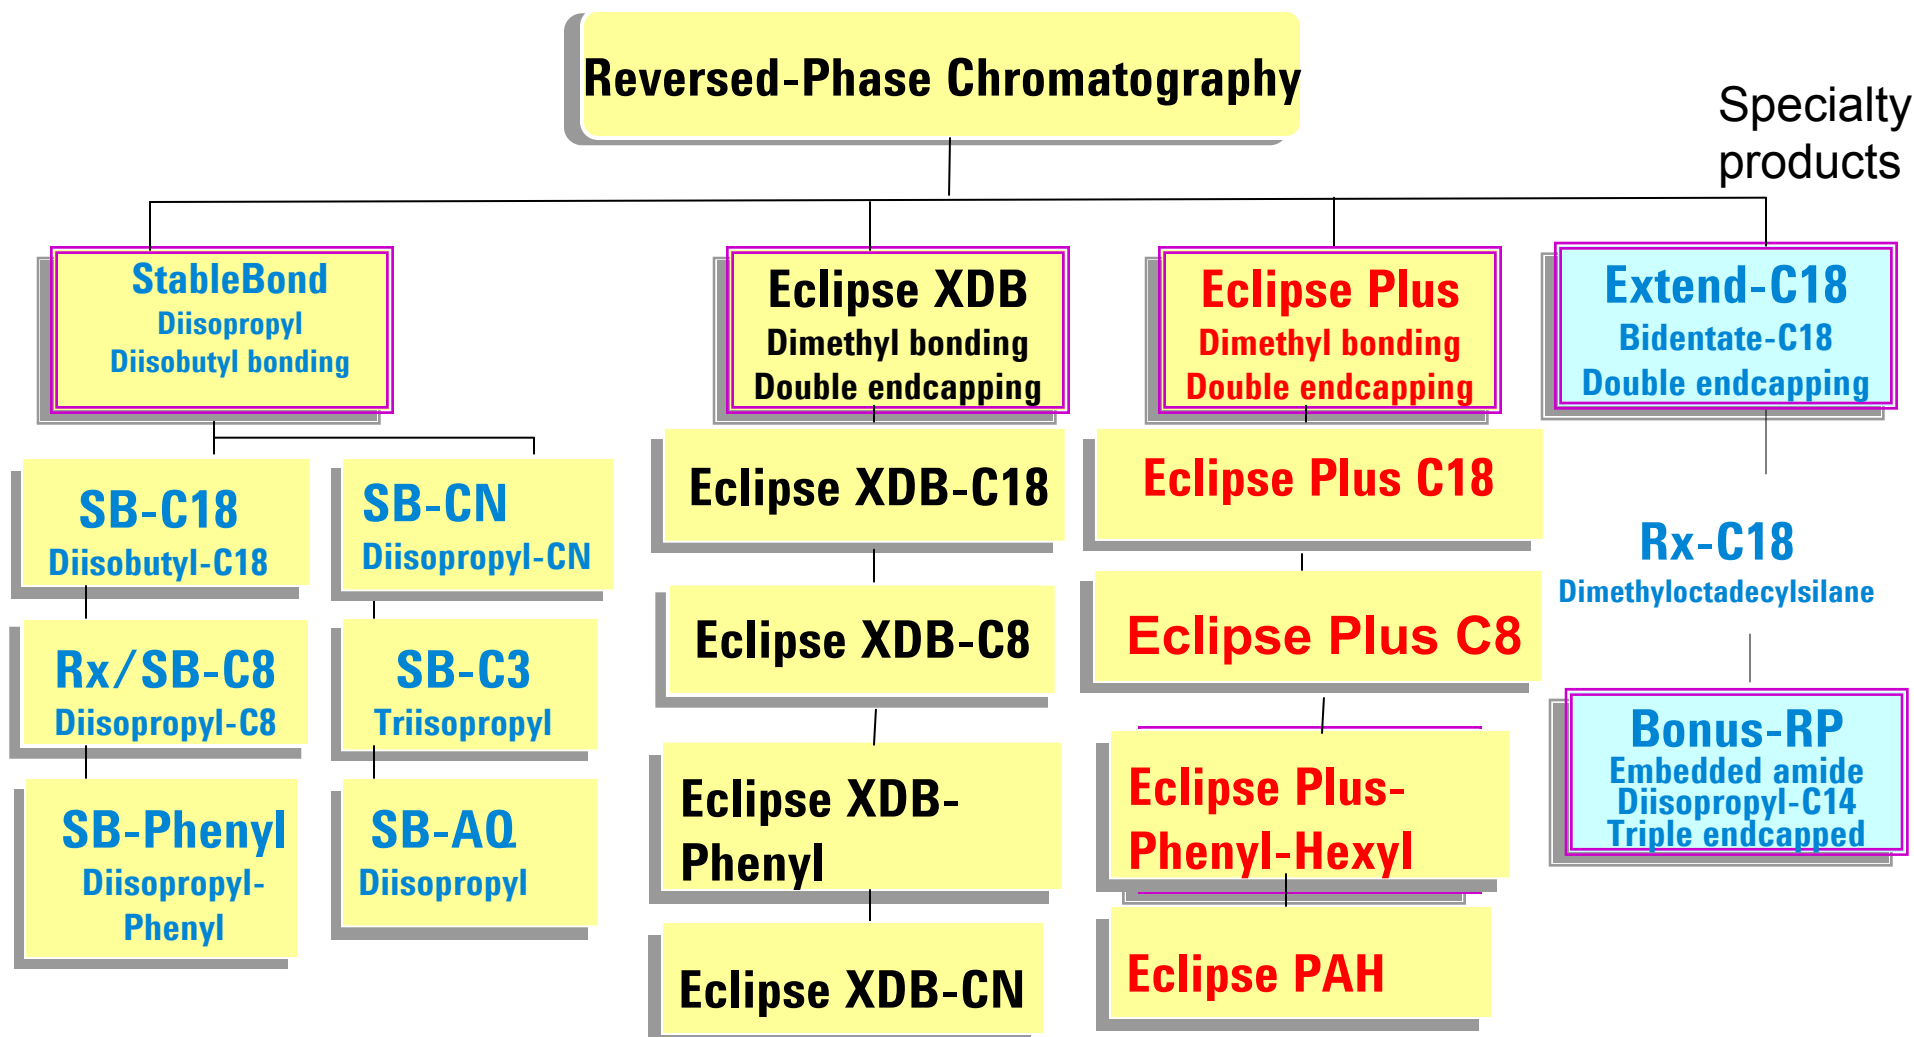 Reversed-Phase Chromatography
Specialty
products
StableBond
Diisopropyl
Diisobutyl bonding
Eclipse XDB
Dimethyl bonding
Double endcapping
Eclipse Plus
Dimethyl bonding
Double endcapping
Extend-C18
Bidentate-C18
Double endcapping
SB-C18
Diisobutyl-C18
SB-CN
Diisopropyl-CN
Eclipse XDB-C18
Eclipse Plus C18
Rx-C18
Dimethyloctadecylsilane
Rx/SB-C8
Diisopropyl-C8
SB-C3
Triisopropyl
Eclipse XDB-C8
Eclipse Plus C8
Bonus-RP
Embedded amide
Diisopropyl-C14
Triple endcapped
SB-Phenyl
Diisopropyl-
Phenyl
SB-AQ
Diisopropyl
Eclipse XDB-
Phenyl
Eclipse Plus-
Phenyl-Hexyl
Eclipse XDB-CN
Eclipse PAH